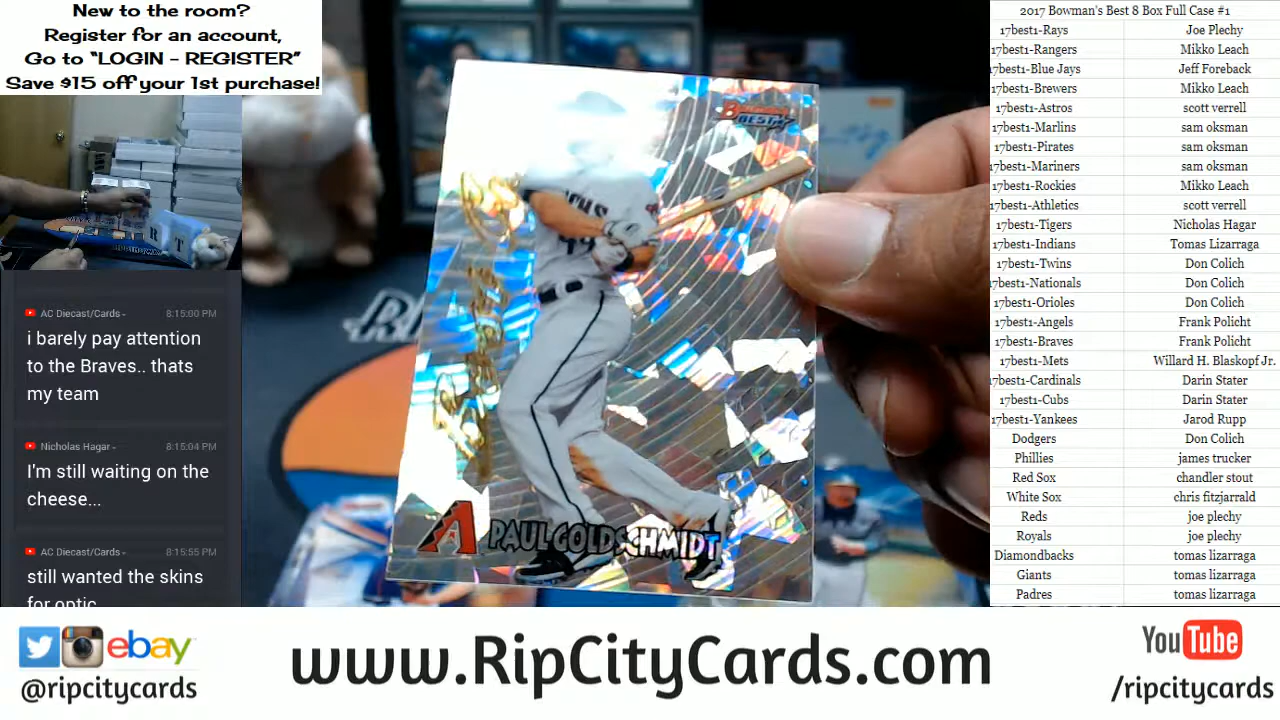 New to the room?
Register for an account,
Go to “LOGIN - REGISTER”
Save $15 off your 1st purchase!
AC Diecast/Cards - 8:15:00 PM
i barely pay attention
to the Braves.. thats
my team
Nicholas Hagar - 8:15:04 PM
I'm still waiting on the
cheese...
AC Diecast/Cards - 8:15:55 PM
still wanted the skins
for optic
BOWMAN'S
BEST
PAUL GOLDSCHMIDT
2017 Bowman's Best 8 Box Full Case #1
17best1-Rays Joe Plechy
17best1-Rangers Mikko Leach
17best1-Blue Jays Jeff Foreback
17best1-Brewers Mikko Leach
17best1-Astros scott verrell
17best1-Marlins sam oksman
17best1-Pirates sam oksman
17best1-Mariners sam oksman
17best1-Rockies Mikko Leach
17best1-Athletics scott verrell
17best1-Tigers Nicholas Hagar
17best1-Indians Tomas Lizarraga
17best1-Twins Don Colich
17best1-Nationals Don Colich
17best1-Orioles Don Colich
17best1-Angels Frank Policht
17best1-Braves Frank Policht
17best1-Mets Willard H. Blaskopf Jr.
17best1-Cardinals Darin Stater
17best1-Cubs Darin Stater
17best1-Yankees Jarod Rupp
Dodgers Don Colich
Phillies james trucker
Red Sox chandler stout
White Sox chris fitzjarrald
Reds joe plechy
Royals joe plechy
Diamondbacks tomas lizarraga
Giants tomas lizarraga
Padres tomas lizarraga
ebay
@ripcitycards
www.RipCityCards.com
YouTube
/ripcitycards